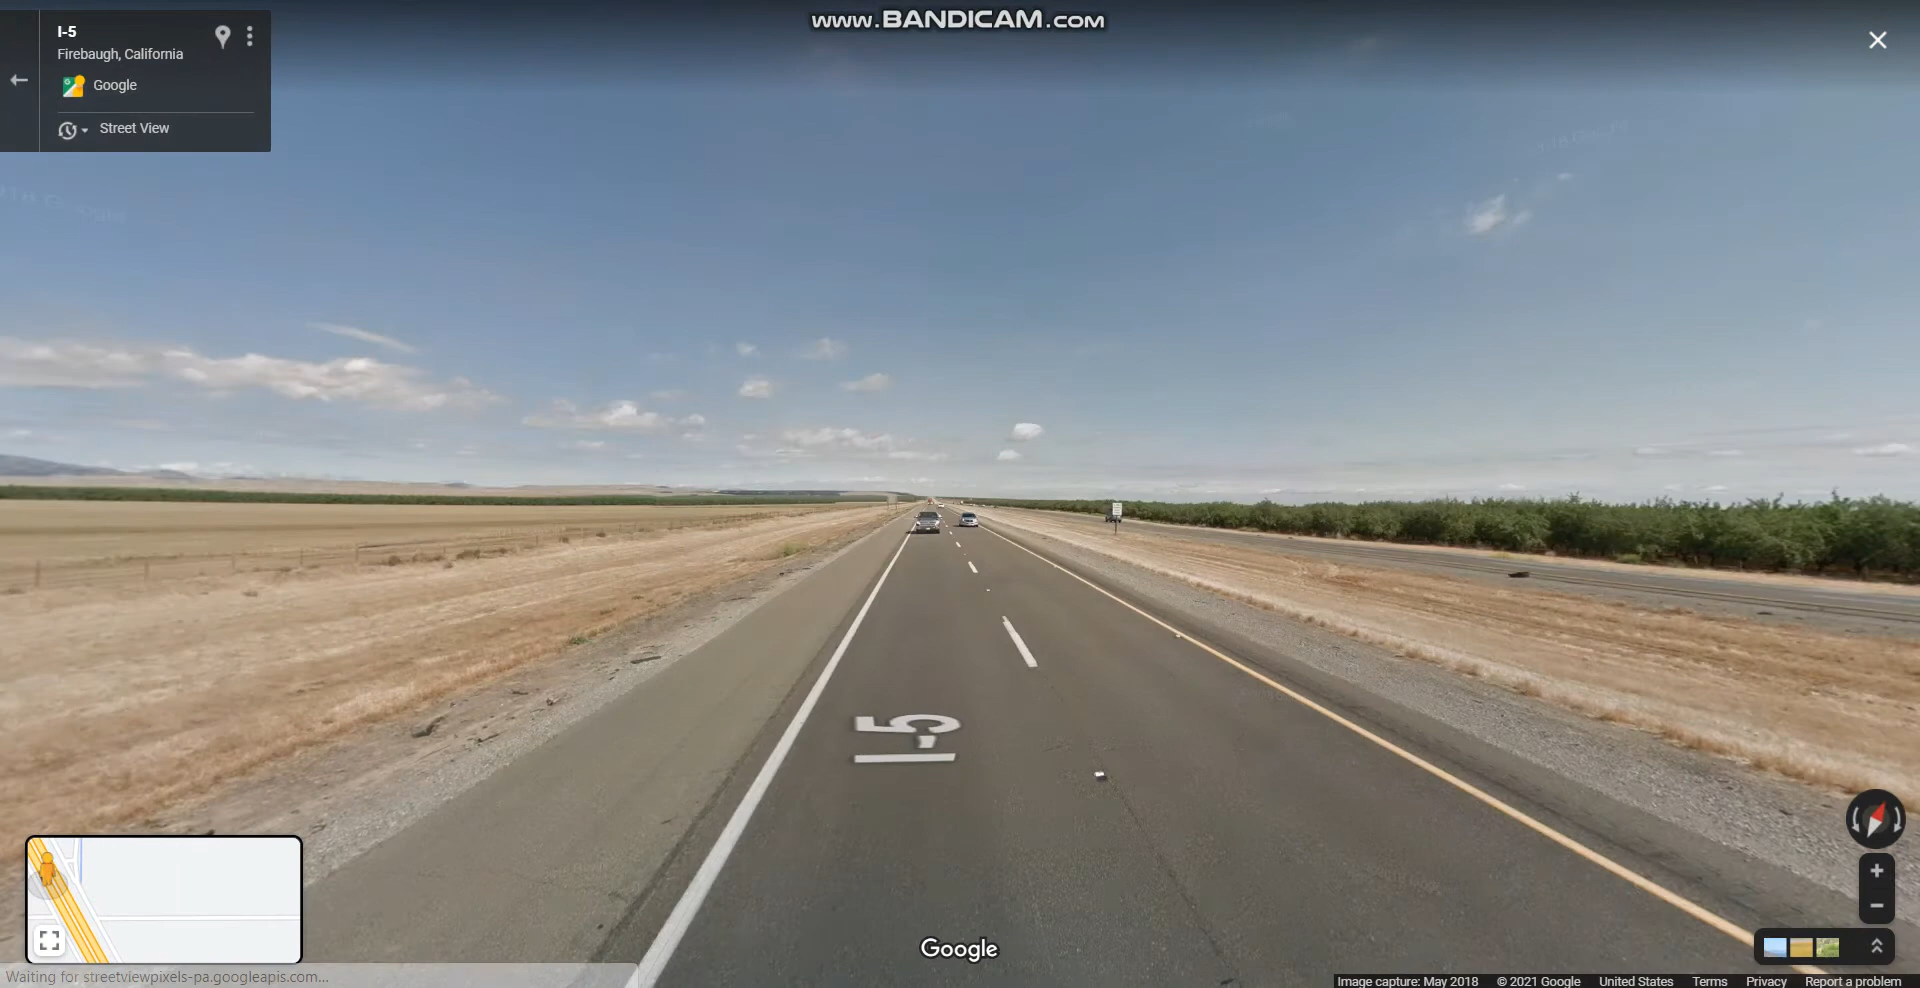 www.BANDICAM.com
I-5
Firebaugh, California
Google
Street View
I-5
Google
Waiting for streetviewpixels-pa.googleapis.com...
Image capture: May 2018 © 2021 Google United States Terms Privacy Report a problem